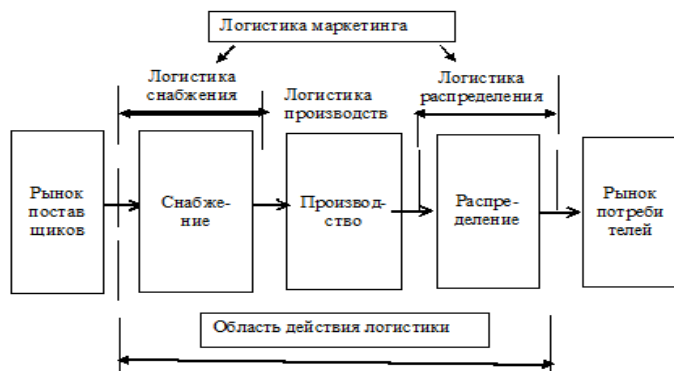 Логистика маркетинга
Логистика
снабжения
Логистика
производств
Логистика
распределения
Рынок
постав
щиков
Снабже-
ние
Производ-
ство
Распре-
деление
Рынок
потреби
телей
Область действия логистики